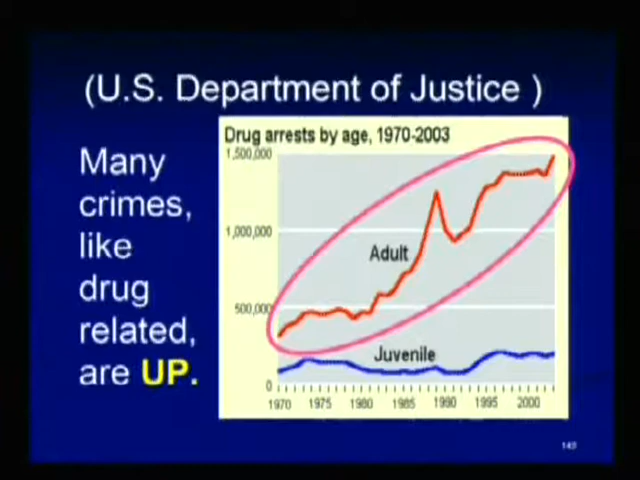 (U.S. Department of Justice )
Many
crimes,
like
drug
related,
are UP.
Drug arrests by age, 1970-2003
1,500,000
1,000,000
500,000
0
Adult
Juvenile
1970 1975 1980 1985 1990 1995 2000